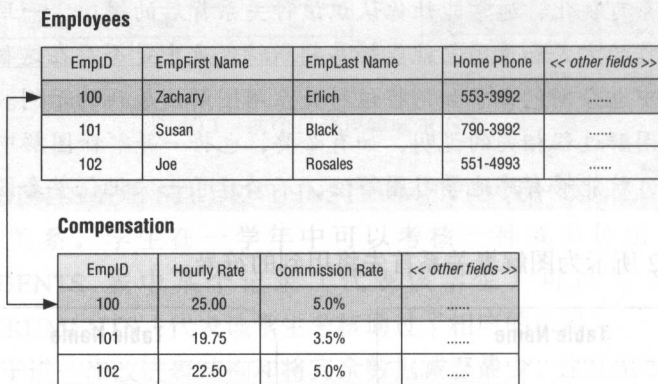 Employees
EmpID EmpFirst Name EmpLast Name Home Phone << other fields >>
100 Zachary Erlich 553-3992 ......
101 Susan Black 790-3992 ......
102 Joe Rosales 551-4993 ......
Compensation
EmpID Hourly Rate Commission Rate << other fields >>
100 25.00 5.0% ......
101 19.75 3.5% ......
102 22.50 5.0% ......